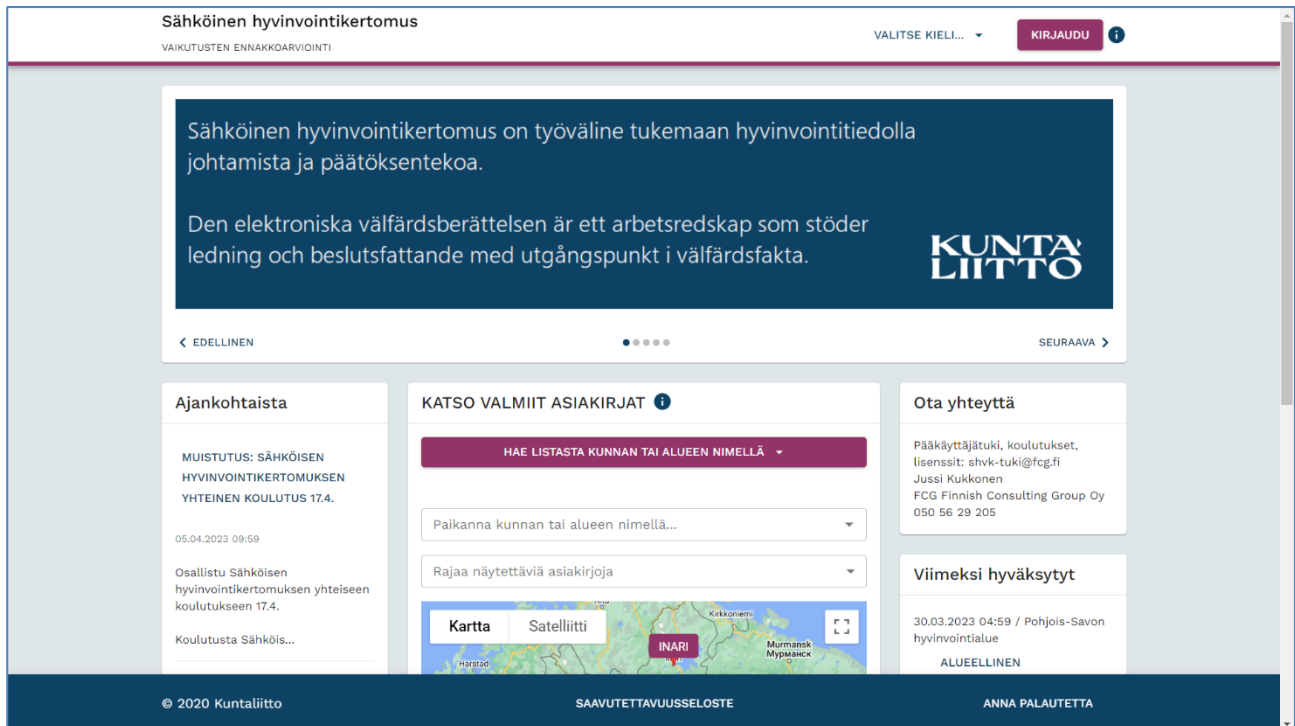 Sähköinen hyvinvointikertomus
VAIKUTUSTEN ENNAKKOARVIOINTI
VALITSE KIELI...
KIRJAUDU
Sähköinen hyvinvointikertomus on työväline tukemaan hyvinvointitiedolla
johtamista ja päätöksentekoa.
Den elektroniska välfärdsberättelsen är ett arbetsredskap som stöder
ledning och beslutsfattande med utgångspunkt i välfärdsfakta.
KUNTA
LIITTO
EDELLINEN
SEURAAVA
Ajankohtaista
MUISTUTUS: SÄHKÖISEN
HYVINVOINTIKERTOMUKSEN
YHTEINEN KOULUTUS 17.4.
05.04.2023 09:59
Osallistu Sähköisen
hyvinvointikertomuksen yhteiseen
koulutukseen 17.4.
Koulutusta Sähköis...
KATSO VALMIIT ASIAKIRJAT
HAE LISTASTA KUNNAN TAI ALUEEN NIMELLÄ
Paikanna kunnan tai alueen nimellä...
Rajaa näytettäviä asiakirjoja
Kartta
Satelliitti
Kirkkoniemi
INARI
Murmansk
Мурманск
Harstad
Ota yhteyttä
Pääkäyttäjätuki, koulutukset,
lisenssit: shvk-tuki@fcg.fi
Jussi Kukkonen
FCG Finnish Consulting Group Oy
050 56 29 205
Viimeksi hyväksytyt
30.03.2023 04:59 / Pohjois-Savon
hyvinvointialue
ALUEELLINEN
© 2020 Kuntaliitto
SAAVUTETTAVUUSSELOSTE
ANNA PALAUTETTA